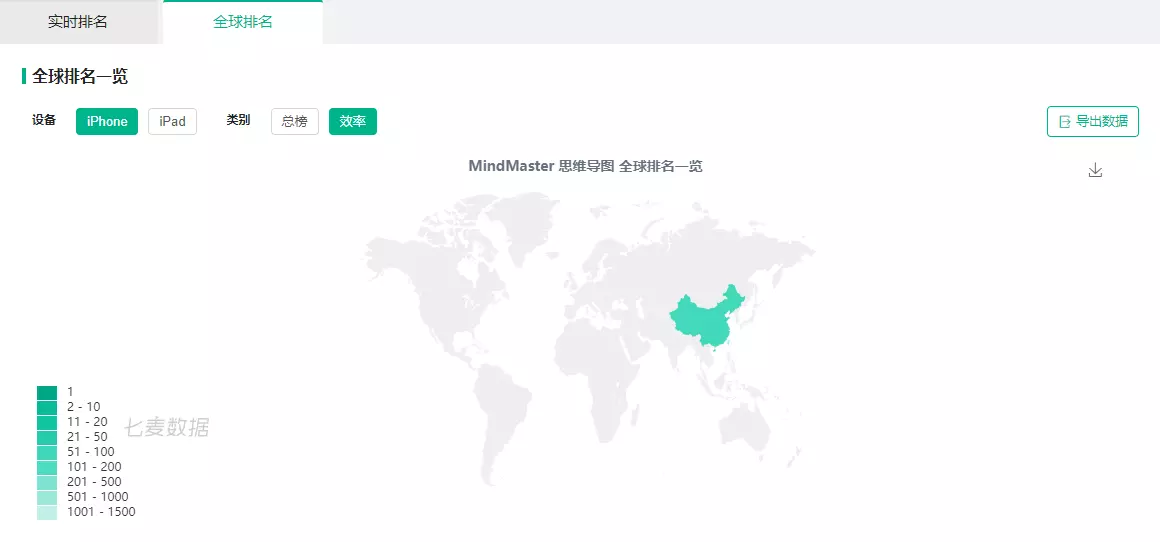 实时排名 全球排名
全球排名一览
设备 iPhone iPad 类别 总榜 效率 导出数据
MindMaster 思维导图 全球排名一览
1
2 - 10
11 - 20
21 - 50
51 - 100
101 - 200
201 - 500
501 - 1000
1001 - 1500
七麦数据